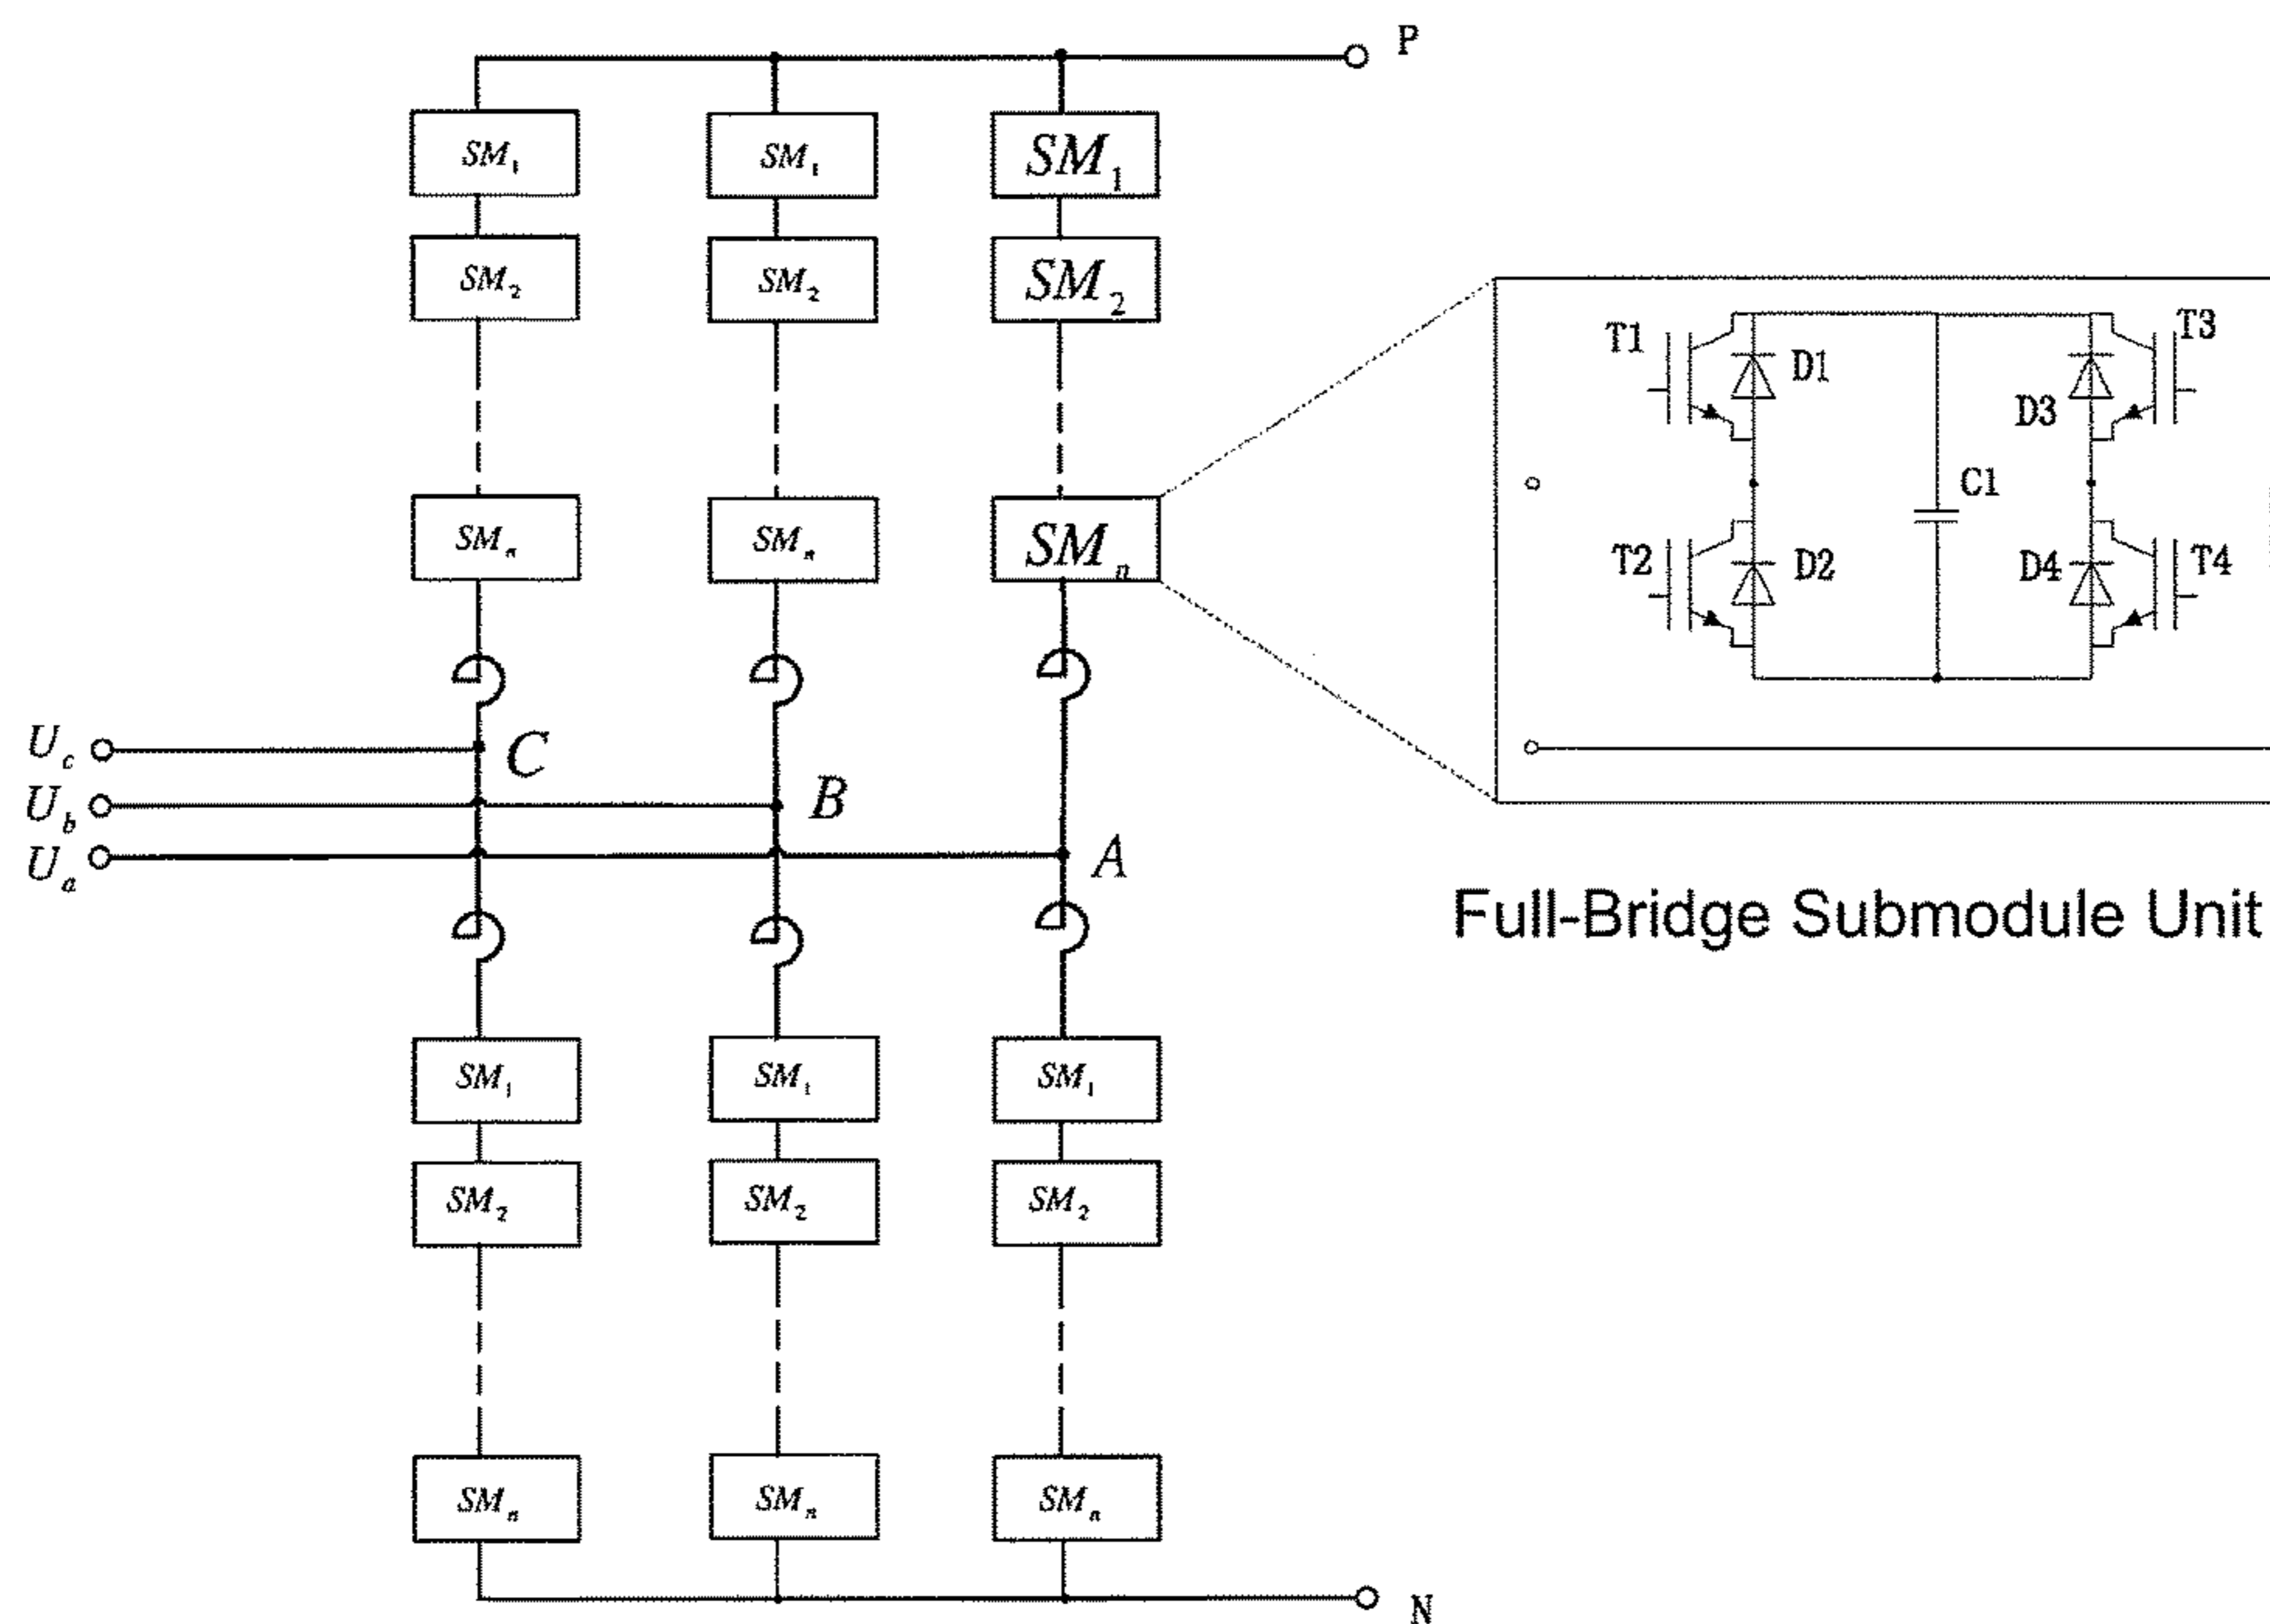 P
SM1 SM1 SM1
SM2 SM2 SM2
SMn SMn SMn
T1 D1 D3 T3
C1
T2 D2 D4 T4
Uc C
Ub B
Ua A
Full-Bridge Submodule Unit
SM1 SM1 SM1
SM2 SM2 SM2
SMn SMn SMn
N